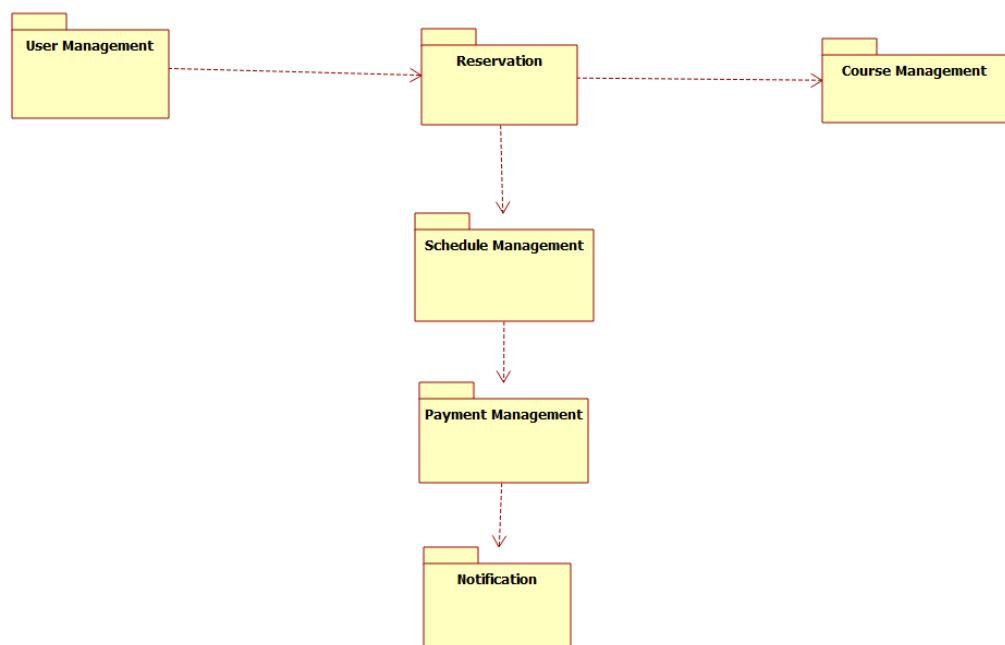 User Management
Reservation
Course Management
Schedule Management
Payment Management
Notification